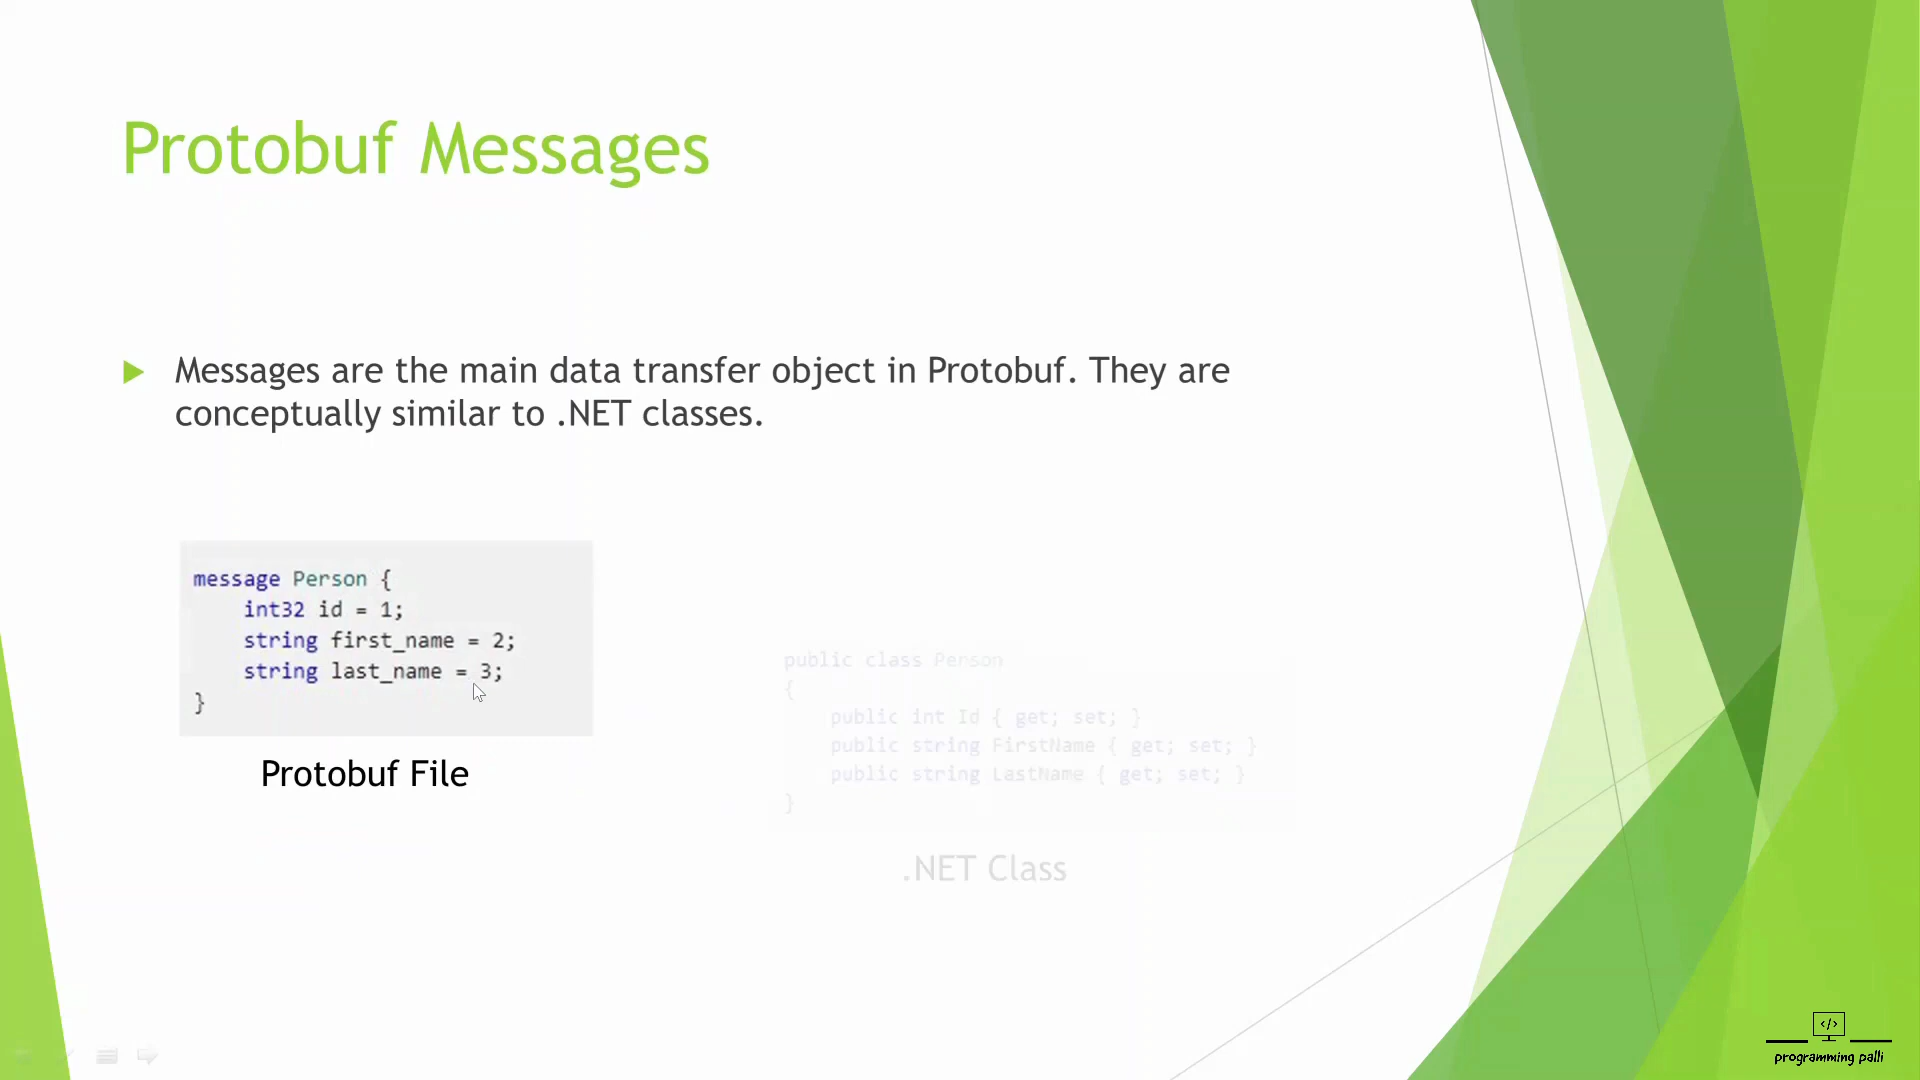 Protobuf Messages
Messages are the main data transfer object in Protobuf. They are
conceptually similar to .NET classes.
message Person {
int32 id = 1;
string first_name = 2;
string last_name = 3;
}
Protobuf File
public class Person
{
public int Id { get; set; }
public string FirstName { get; set; }
public string LastName { get; set; }
}
.NET Class
</>
programming palli